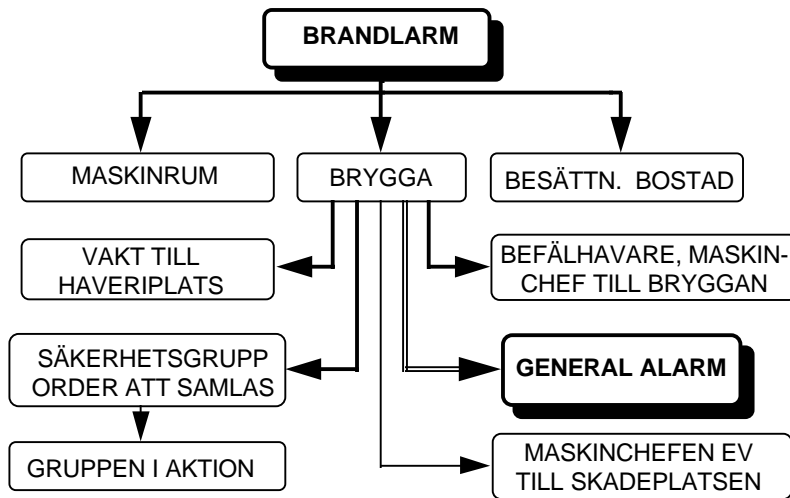 BRANDLARM
MASKINRUM
BRYGGA
BESÄTTN. BOSTAD
VAKT TILL
HAVERIPLATS
BEFÄLHAVARE, MASKIN-
CHEF TILL BRYGGAN
SÄKERHETSGRUPP
ORDER ATT SAMLAS
GENERAL ALARM
GRUPPEN I AKTION
MASKINCHEFEN EV
TILL SKADEPLATSEN